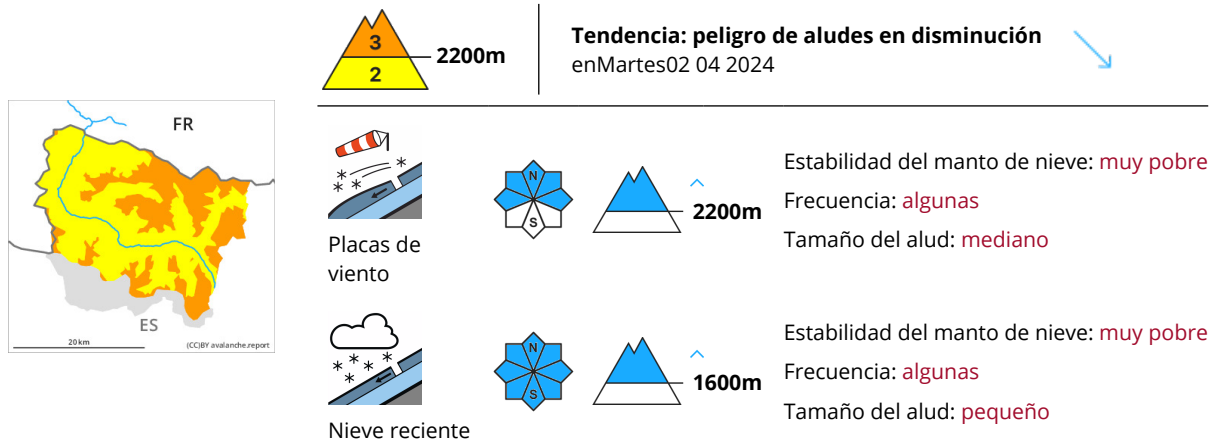 3
2
2200m
Tendencia: peligro de aludes en disminución
enMartes02 04 2024
FR
ES
20 km
(CC)BY avalanche.report
N
S
2200m
Placas de
viento
Estabilidad del manto de nieve: muy pobre
Frecuencia: algunas
Tamaño del alud: mediano
N
S
1600m
Nieve reciente
Estabilidad del manto de nieve: muy pobre
Frecuencia: algunas
Tamaño del alud: pequeño